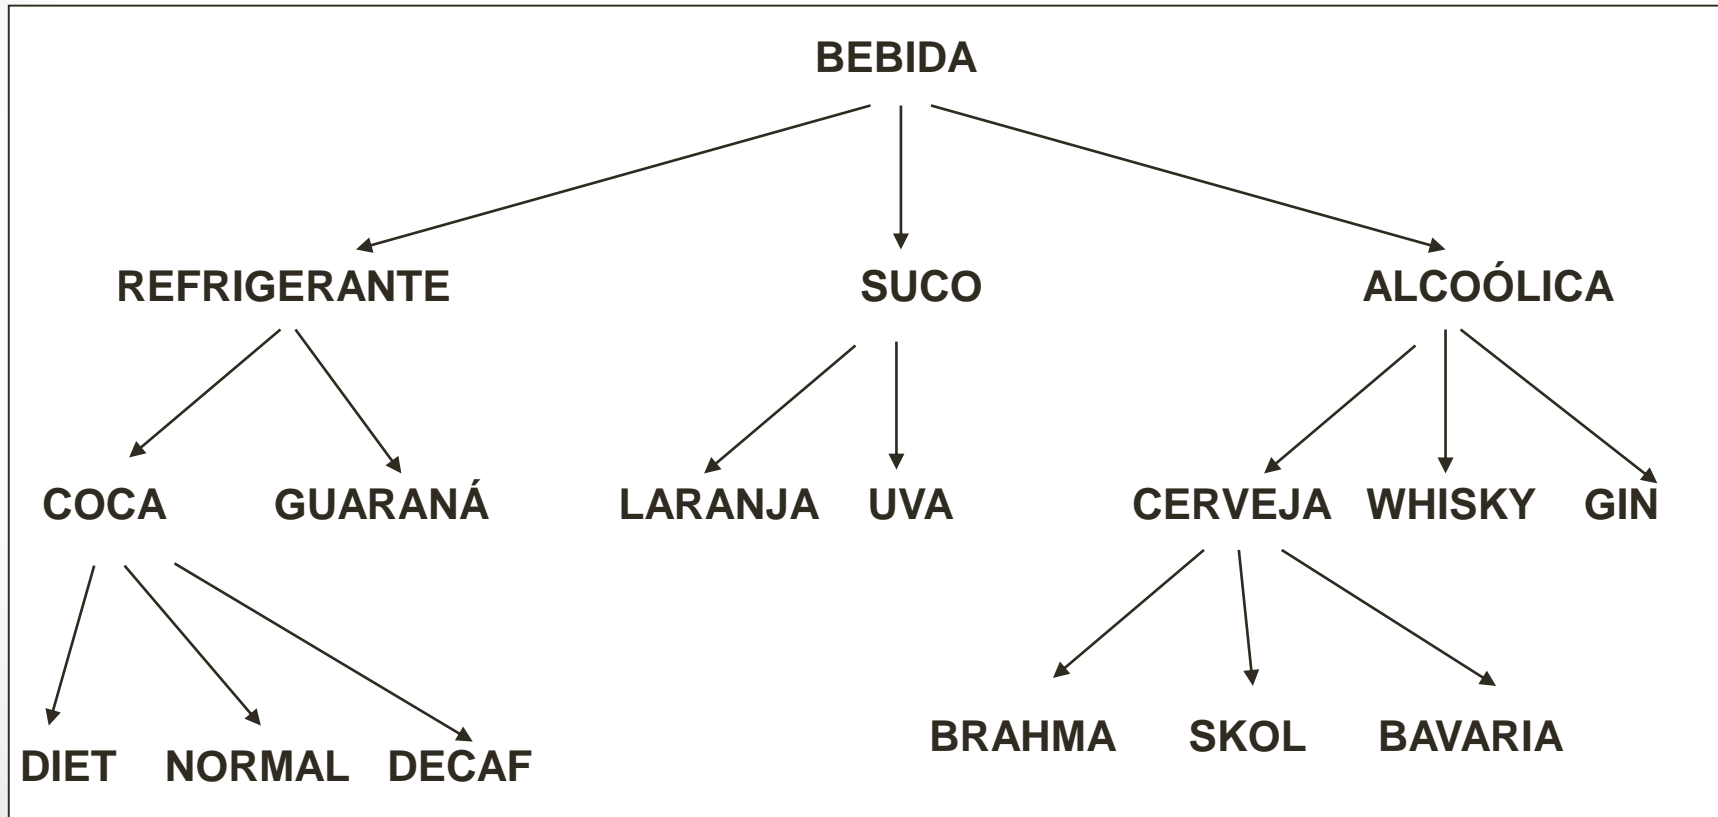 BEBIDA
REFRIGERANTE SUCO ALCOÓLICA
COCA GUARANÁ LARANJA UVA CERVEJA WHISKY GIN
BRAHMA SKOL BAVARIA
DIET NORMAL DECAF